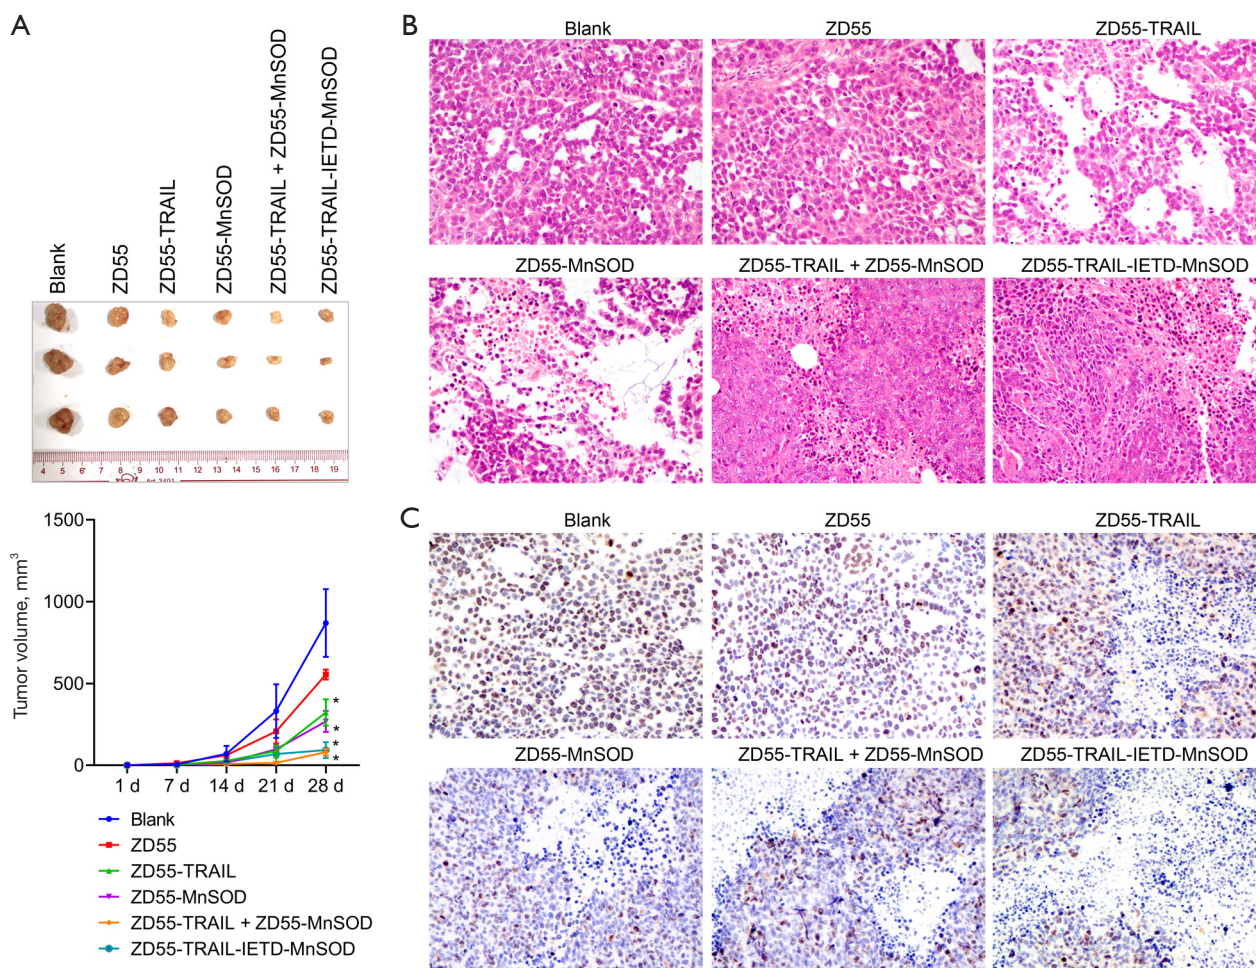 A
Blank
ZD55
ZD55-TRAIL
ZD55-MnSOD
ZD55-TRAIL + ZD55-MnSOD
ZD55-TRAIL-IETD-MnSOD
4 5 6 7 8 9 10 11 12 13 14 15 16 17 18 19
Art. 3401
Tumor volume, mm³
1500
1000
500
0
1 d 7 d 14 d 21 d 28 d
*
*
*
*
Blank
ZD55
ZD55-TRAIL
ZD55-MnSOD
ZD55-TRAIL + ZD55-MnSOD
ZD55-TRAIL-IETD-MnSOD
B
Blank ZD55 ZD55-TRAIL
ZD55-MnSOD ZD55-TRAIL + ZD55-MnSOD ZD55-TRAIL-IETD-MnSOD
C
Blank ZD55 ZD55-TRAIL
ZD55-MnSOD ZD55-TRAIL + ZD55-MnSOD ZD55-TRAIL-IETD-MnSOD